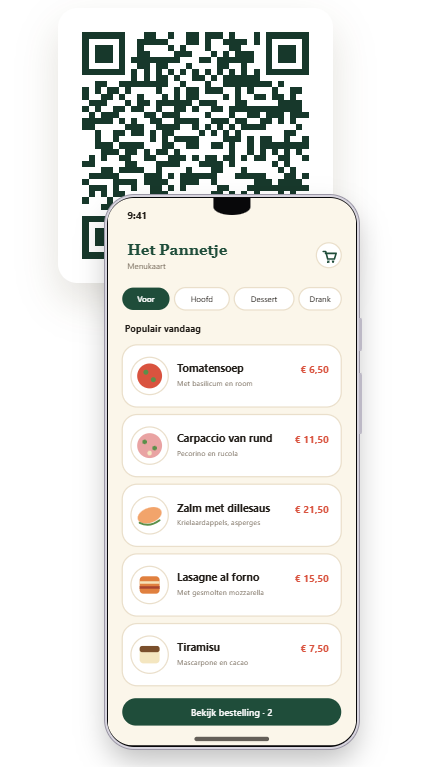 9:41
Het Pannetje
Menukaart
Voor Hoofd Dessert Drank
Populair vandaag
Tomatensoep € 6,50
Met basilicum en room
Carpaccio van rund € 11,50
Pecorino en rucola
Zalm met dillesaus € 21,50
Krielaardappels, asperges
Lasagne al forno € 15,50
Met gesmolten mozzarella
Tiramisu € 7,50
Mascarpone en cacao
Bekijk bestelling · 2